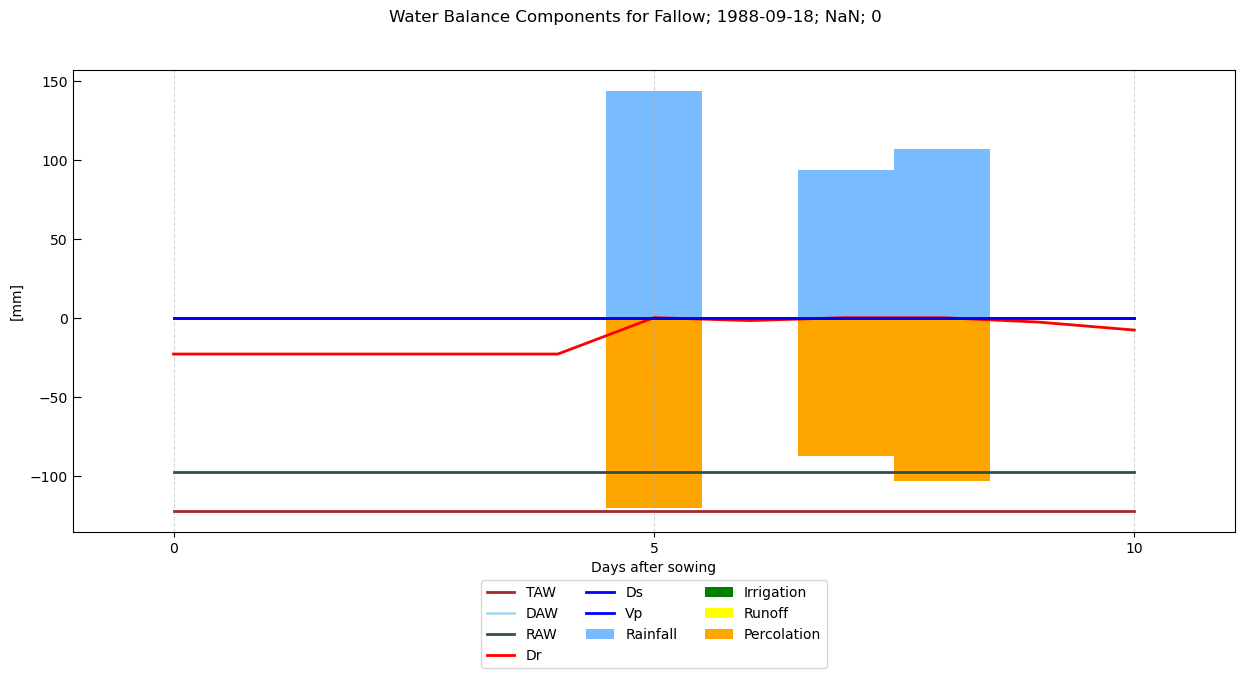 Water Balance Components for Fallow; 1988-09-18; NaN; 0
150
100
50
0
−50
−100
[mm]
0 5 10
Days after sowing
TAW Ds Irrigation
DAW Vp Runoff
RAW Rainfall Percolation
Dr